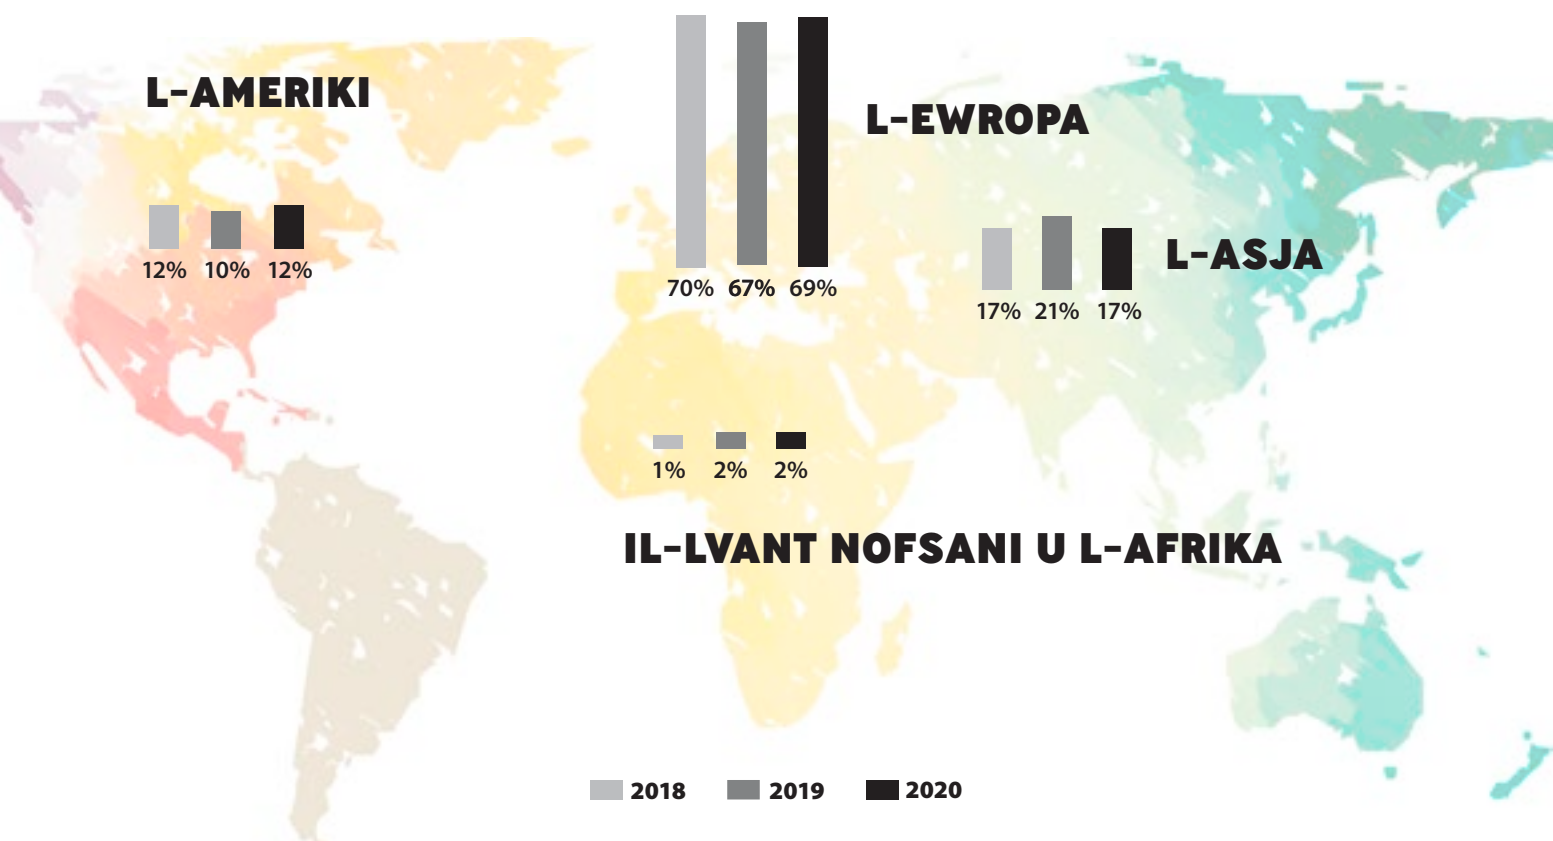 L-AMERIKI
12% 10% 12%
L-EWROPA
70% 67% 69%
L-ASJA
17% 21% 17%
1% 2% 2%
IL-LVANT NOFSANI U L-AFRIKA
2018 2019 2020